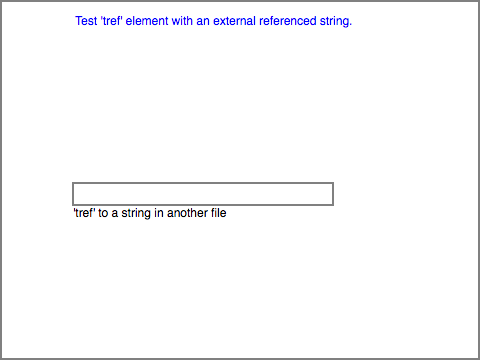 Test 'tref' element with an external referenced string.
'tref' to a string in another file